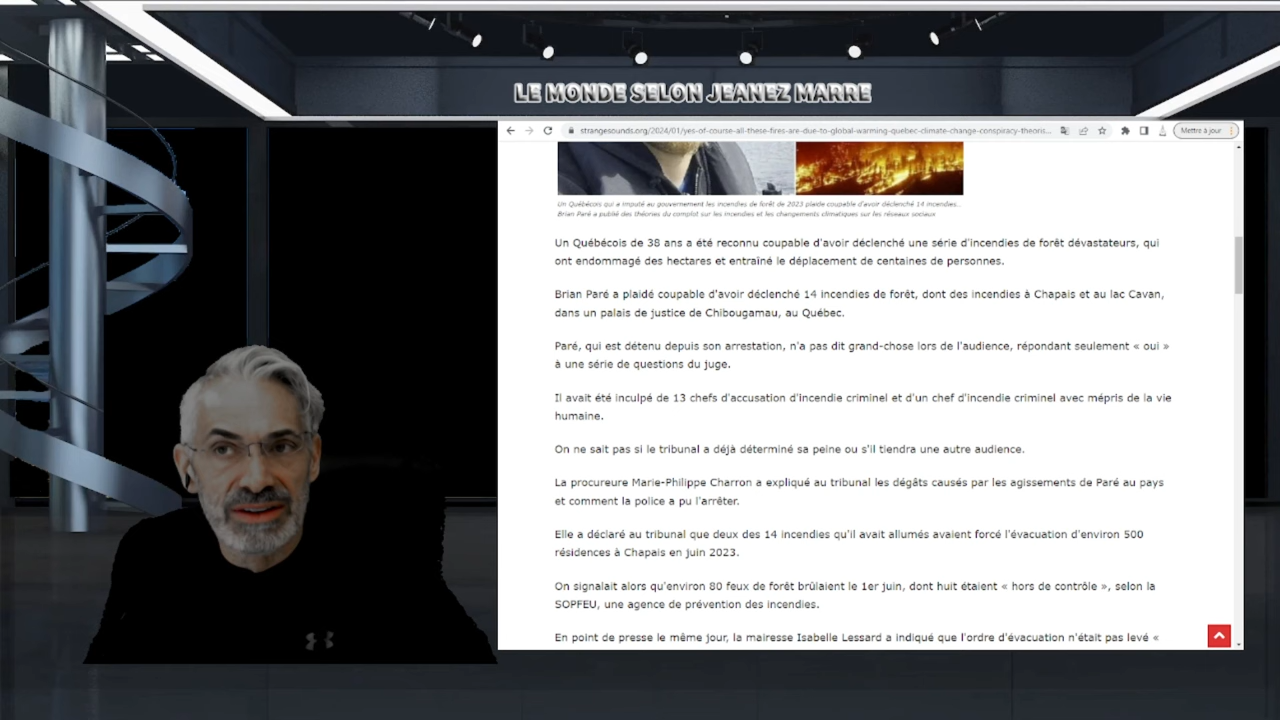 LE MONDE SELON JEANEZ MARRE
strangesounds.org/2024/01/yes-of-course-all-these-fires-are-due-to-global-warming-quebec-climate-change-conspiracy-theoris...
Mettre à jour
Un Québécois qui a imputé au gouvernement les incendies de forêt de 2023 plaide coupable d'avoir déclenché 14 incendies..
Brian Paré a publié des théories du complot sur les incendies et les changements climatiques sur les réseaux sociaux
Un Québécois de 38 ans a été reconnu coupable d'avoir déclenché une série d'incendies de forêt dévastateurs, qui
ont endommagé des hectares et entraîné le déplacement de centaines de personnes.
Brian Paré a plaidé coupable d'avoir déclenché 14 incendies de forêt, dont des incendies à Chapais et au lac Cavan,
dans un palais de justice de Chibougamau, au Québec.
Paré, qui est détenu depuis son arrestation, n'a pas dit grand-chose lors de l'audience, répondant seulement « oui »
à une série de questions du juge.
Il avait été inculpé de 13 chefs d'accusation d'incendie criminel et d'un chef d'incendie criminel avec mépris de la vie
humaine.
On ne sait pas si le tribunal a déjà déterminé sa peine ou s'il tiendra une autre audience.
La procureure Marie-Philippe Charron a expliqué au tribunal les dégâts causés par les agissements de Paré au pays
et comment la police a pu l'arrêter.
Elle a déclaré au tribunal que deux des 14 incendies qu'il avait allumés avaient forcé l'évacuation d'environ 500
résidences à Chapais en juin 2023.
On signalait alors qu'environ 80 feux de forêt brûlaient le 1er juin, dont huit étaient « hors de contrôle », selon la
SOPFEU, une agence de prévention des incendies.
En point de presse le même jour, la mairesse Isabelle Lessard a indiqué que l'ordre d'évacuation n'était pas levé «